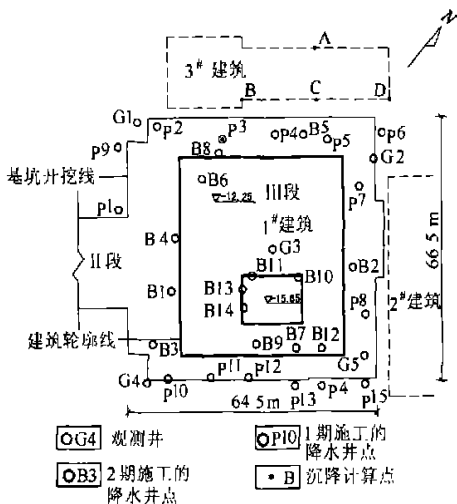 N
A
3# 建筑
B C D
G1 P2 P3 P4 B5 P5 P6
P9 B8 G2
基坑开挖线
B6 III段 P7
-12.25
P1 1#建筑
B4 G3
II段 B11 B10 B2
B13 -15.65
B1 B14 P8
2#建筑
66 5 m
建筑轮廓线
B3 B9 B7 B12 G5
G4 P10 P11 P12 P13 P4 P15
64 5m
G4 观测井
P10 1期施工的降水井点
B3 2期施工的降水井点
B 沉降计算点